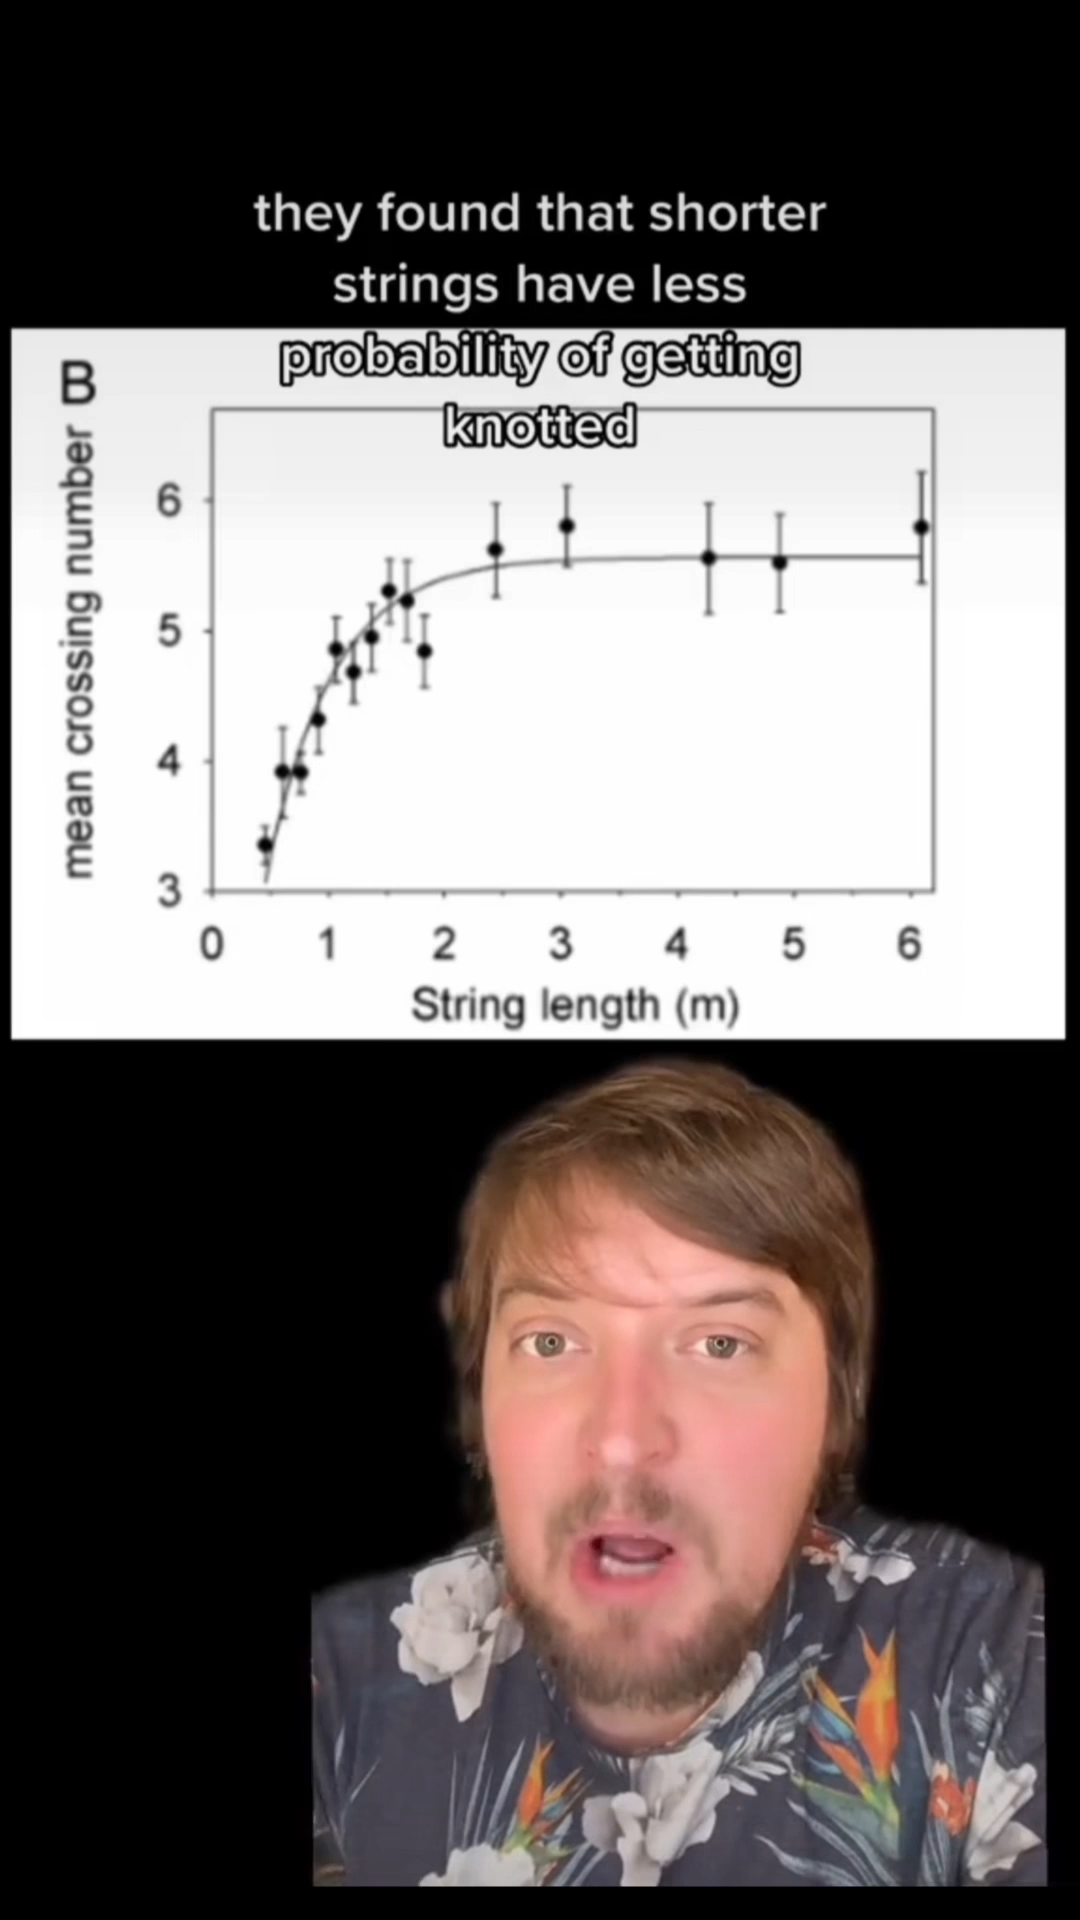 they found that shorter
strings have less
probability of getting
knotted
B
mean crossing number
6
5
4
3
0 1 2 3 4 5 6
String length (m)